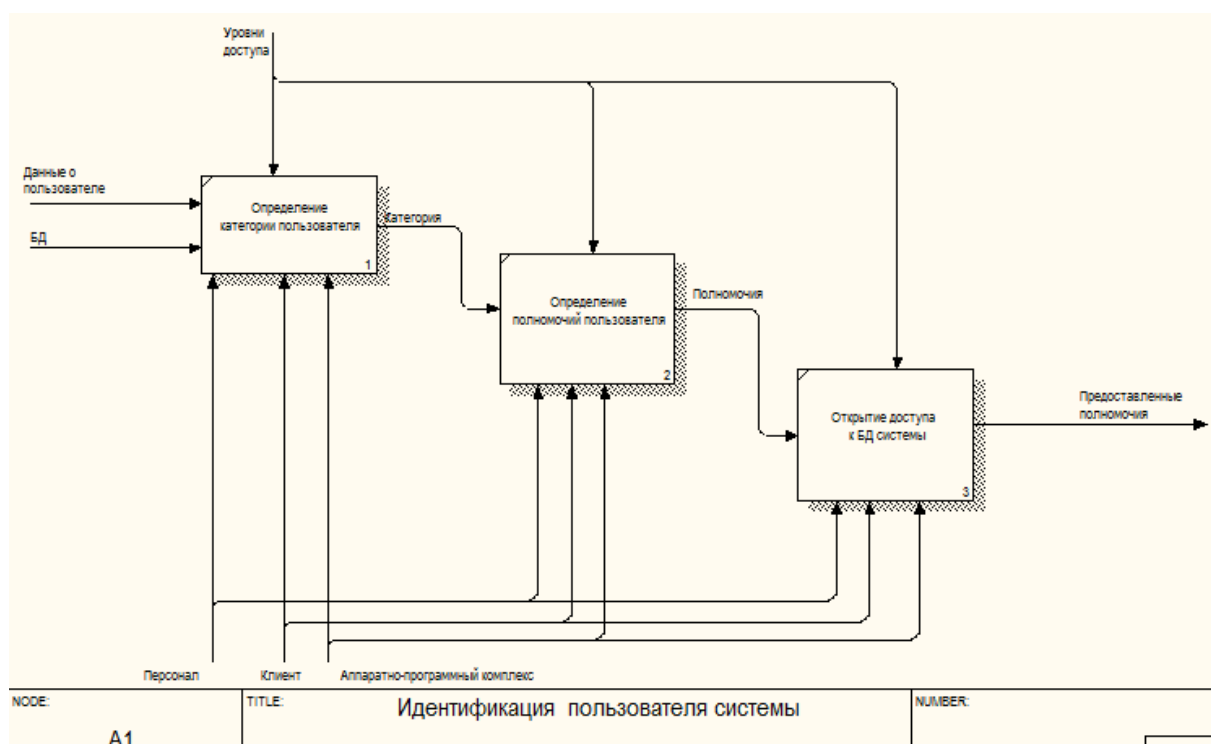 Уровни
доступа
Данные о
пользователе
БД
Определение
категории пользователя
1
Категория
Определение
полномочий пользователя
2
Полномочия
Открытие доступа
к БД системы
3
Предоставленные
полномочия
Персонал
Клиент
Аппаратно-программный комплекс
NODE:
A1
TITLE:
Идентификация пользователя системы
NUMBER: